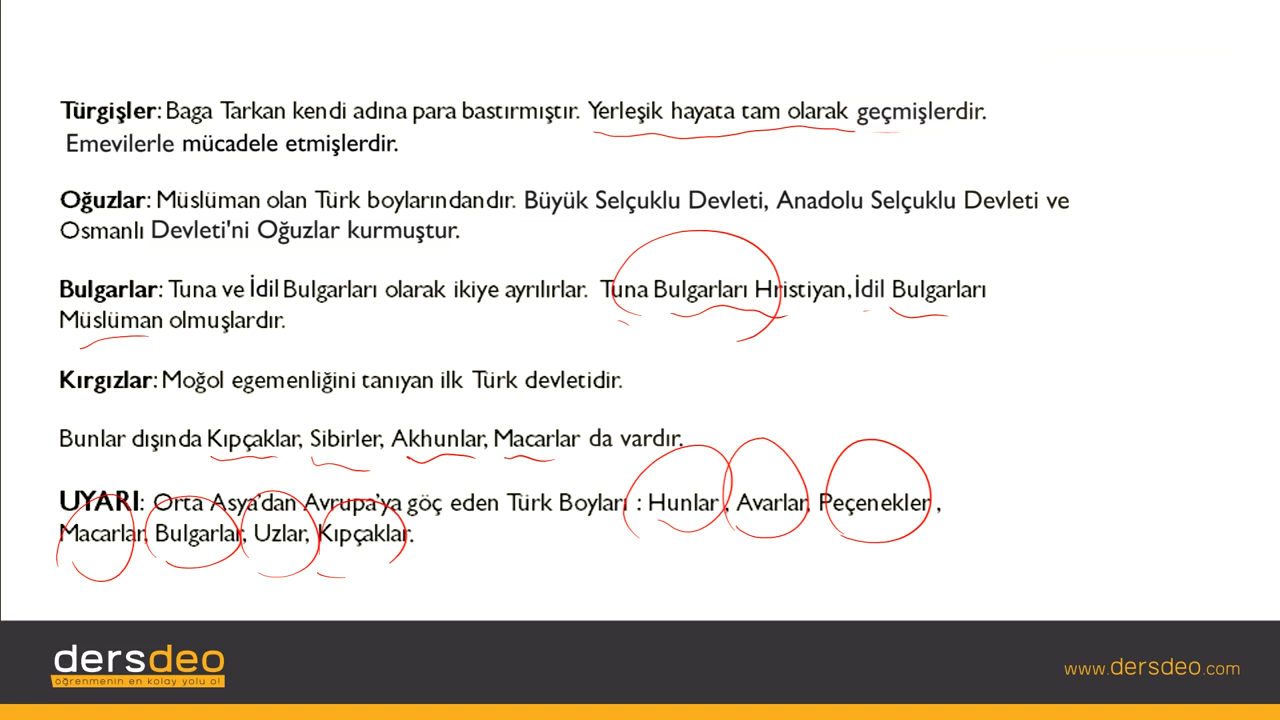 Türgişler: Baga Tarkan kendi adına para bastırmıştır. Yerleşik hayata tam olarak geçmişlerdir.
Emevilerle mücadele etmişlerdir.
Oğuzlar: Müslüman olan Türk boylarındandır. Büyük Selçuklu Devleti, Anadolu Selçuklu Devleti ve
Osmanlı Devleti'ni Oğuzlar kurmuştur.
Bulgarlar: Tuna ve İdil Bulgarları olarak ikiye ayrılırlar. Tuna Bulgarları Hristiyan, İdil Bulgarları
Müslüman olmuşlardır.
Kırgızlar: Moğol egemenliğini tanıyan ilk Türk devletidir.
Bunlar dışında Kıpçaklar, Sibirler, Akhunlar, Macarlar da vardır.
UYARI: Orta Asya'dan Avrupa'ya göç eden Türk Boyları : Hunlar , Avarlar, Peçenekler ,
Macarlar, Bulgarlar, Uzlar, Kıpçaklar.
dersdeo
öğrenmenin en kolay yolu o!
www.dersdeo.com